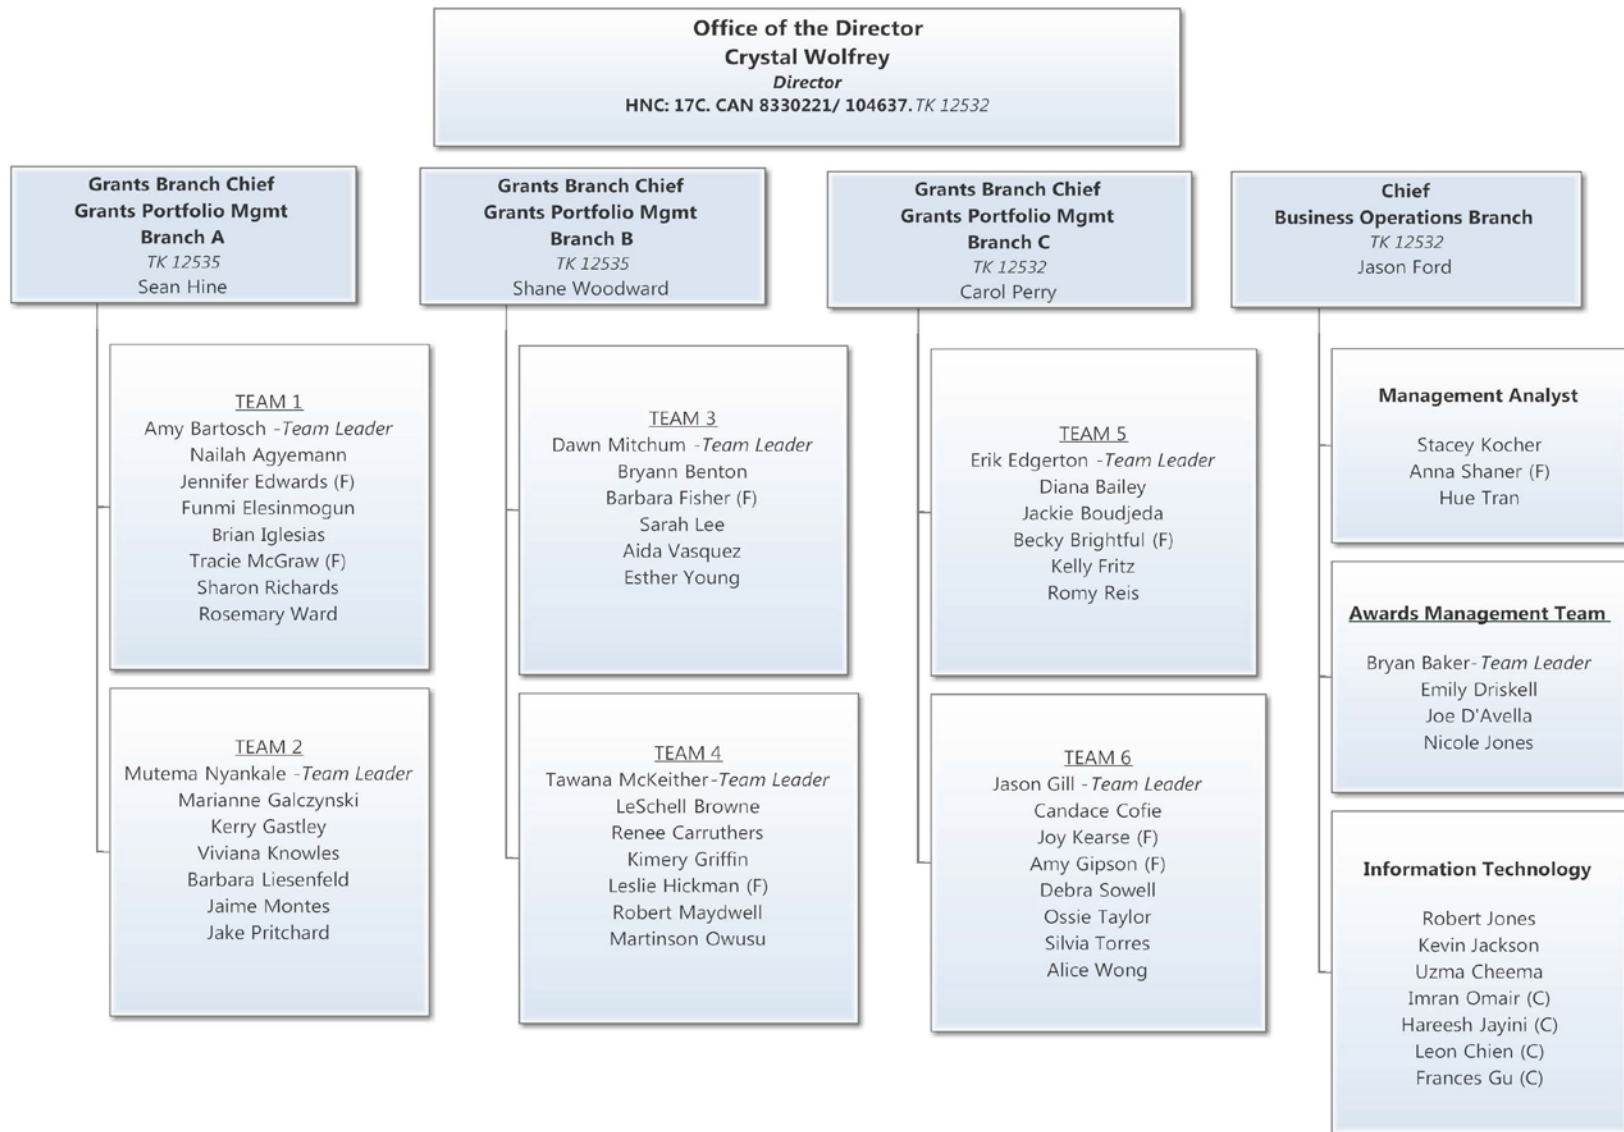 Office of the Director
Crystal Wolfrey
Director
HNC: 17C. CAN 8330221/ 104637. TK 12532
Grants Branch Chief
Grants Portfolio Mgmt
Branch A
TK 12535
Sean Hine
TEAM 1
Amy Bartosch -Team Leader
Nailah Agyemann
Jennifer Edwards (F)
Funmi Elesinmogun
Brian Iglesias
Tracie McGraw (F)
Sharon Richards
Rosemary Ward
TEAM 2
Mutema Nyankale -Team Leader
Marianne Galczynski
Kerry Gastley
Viviana Knowles
Barbara Liesenfeld
Jaime Montes
Jake Pritchard
Grants Branch Chief
Grants Portfolio Mgmt
Branch B
TK 12535
Shane Woodward
TEAM 3
Dawn Mitchum -Team Leader
Bryann Benton
Barbara Fisher (F)
Sarah Lee
Aida Vasquez
Esther Young
TEAM 4
Tawana McKeither-Team Leader
LeSchell Browne
Renee Carruthers
Kimery Griffin
Leslie Hickman (F)
Robert Maydwell
Martinson Owusu
Grants Branch Chief
Grants Portfolio Mgmt
Branch C
TK 12532
Carol Perry
TEAM 5
Erik Edgerton -Team Leader
Diana Bailey
Jackie Boudjeda
Becky Brightful (F)
Kelly Fritz
Romy Reis
TEAM 6
Jason Gill -Team Leader
Candace Cofie
Joy Kearse (F)
Amy Gipson (F)
Debra Sowell
Ossie Taylor
Silvia Torres
Alice Wong
Chief
Business Operations Branch
TK 12532
Jason Ford
Management Analyst
Stacey Kocher
Anna Shaner (F)
Hue Tran
Awards Management Team
Bryan Baker-Team Leader
Emily Driskell
Joe D'Avella
Nicole Jones
Information Technology
Robert Jones
Kevin Jackson
Uzma Cheema
Imran Omair (C)
Hareesh Jayini (C)
Leon Chien (C)
Frances Gu (C)